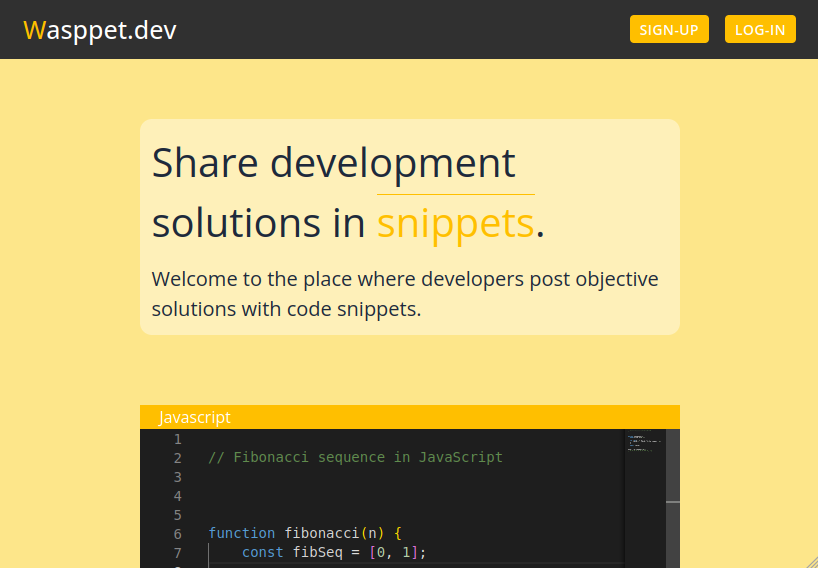 Wasppet.dev
SIGN-UP LOG-IN
Share development
solutions in snippets.
Welcome to the place where developers post objective
solutions with code snippets.
Javascript
1
2 // Fibonacci sequence in JavaScript
3
4
5
6 function fibonacci(n) {
7 const fibSeq = [0, 1];